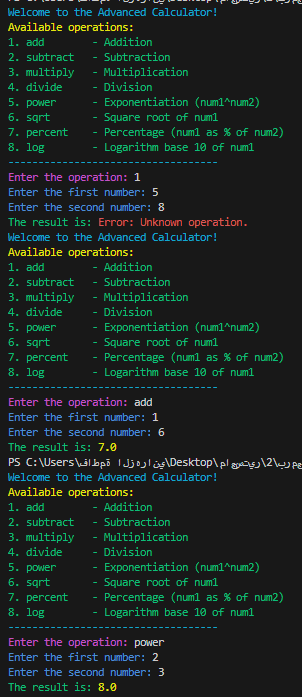 Welcome to the Advanced Calculator!
Available operations:
1. add - Addition
2. subtract - Subtraction
3. multiply - Multiplication
4. divide - Division
5. power - Exponentiation (num1^num2)
6. sqrt - Square root of num1
7. percent - Percentage (num1 as % of num2)
8. log - Logarithm base 10 of num1
-----------------------------------
Enter the operation: 1
Enter the first number: 5
Enter the second number: 8
The result is: Error: Unknown operation.
Welcome to the Advanced Calculator!
Available operations:
1. add - Addition
2. subtract - Subtraction
3. multiply - Multiplication
4. divide - Division
5. power - Exponentiation (num1^num2)
6. sqrt - Square root of num1
7. percent - Percentage (num1 as % of num2)
8. log - Logarithm base 10 of num1
-----------------------------------
Enter the operation: add
Enter the first number: 1
Enter the second number: 6
The result is: 7.0
PS C:\Users\فاطمة الزهراني\Desktop\ماجستير\2\برمج
Welcome to the Advanced Calculator!
Available operations:
1. add - Addition
2. subtract - Subtraction
3. multiply - Multiplication
4. divide - Division
5. power - Exponentiation (num1^num2)
6. sqrt - Square root of num1
7. percent - Percentage (num1 as % of num2)
8. log - Logarithm base 10 of num1
-----------------------------------
Enter the operation: power
Enter the first number: 2
Enter the second number: 3
The result is: 8.0